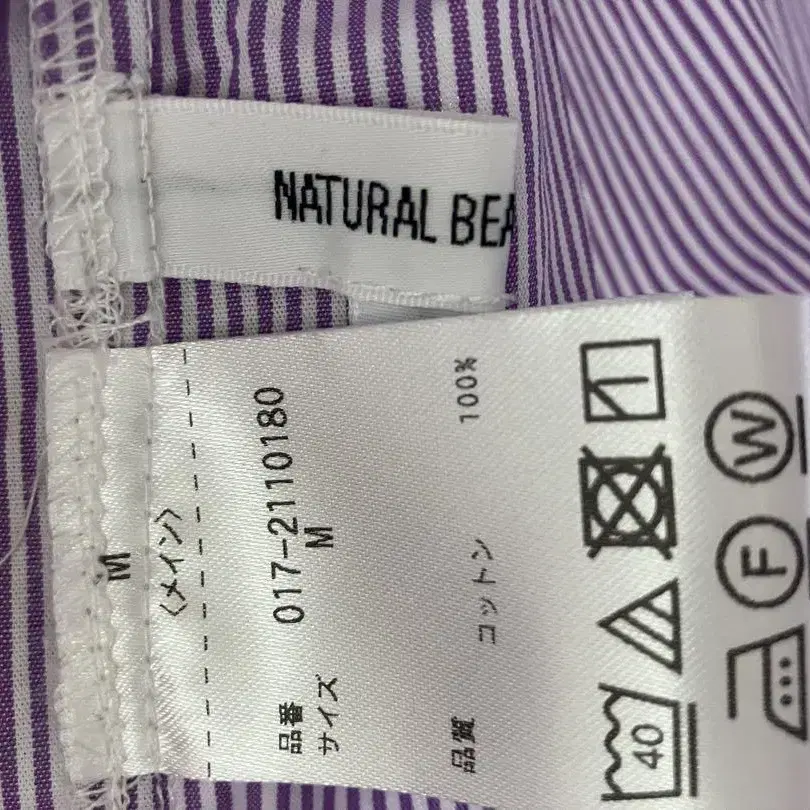 NATURAL BEA
M
〈メイン〉
品番 017-2110180
サイズ M
品質 コットン 100%
40
F W